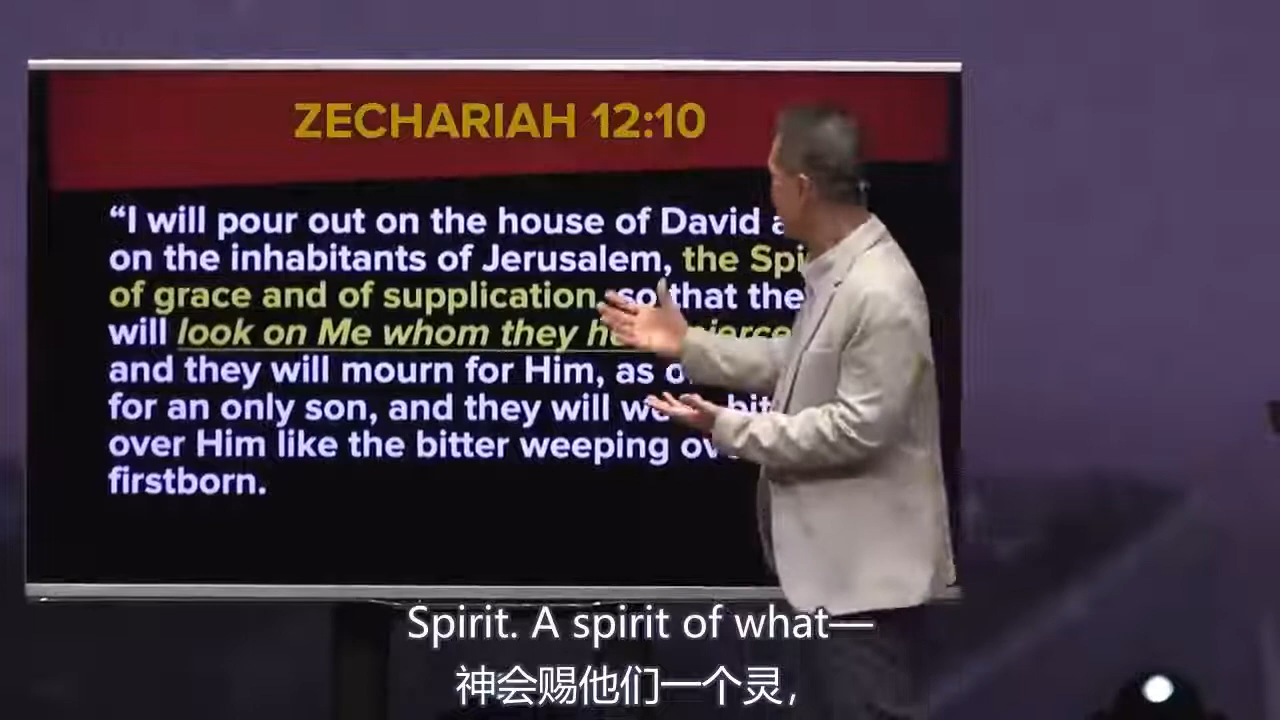 ZECHARIAH 12:10
“I will pour out on the house of David
on the inhabitants of Jerusalem, the
of grace and of supplication, so that
will look on Me whom they
and they will mourn for Him, as
for an only son, and they will
over Him like the bitter weeping
firstborn.
Spirit. A spirit of what—
神会赐他们一个灵，